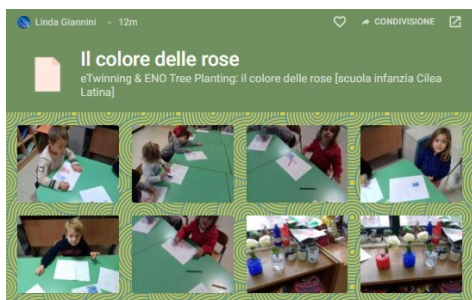 Linda Giannini • 12m
CONDIVISIONE
Il colore delle rose
eTwinning & ENO Tree Planting: il colore delle rose [scuola infanzia Cilea
Latina]